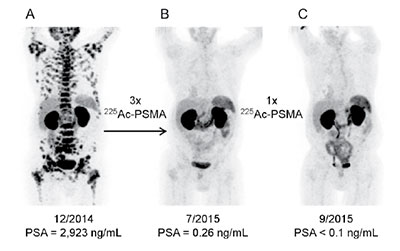 A
B
C
3x
²²⁵Ac-PSMA
1x
²²⁵Ac-PSMA
12/2014
PSA = 2,923 ng/mL
7/2015
PSA = 0.26 ng/mL
9/2015
PSA < 0.1 ng/mL